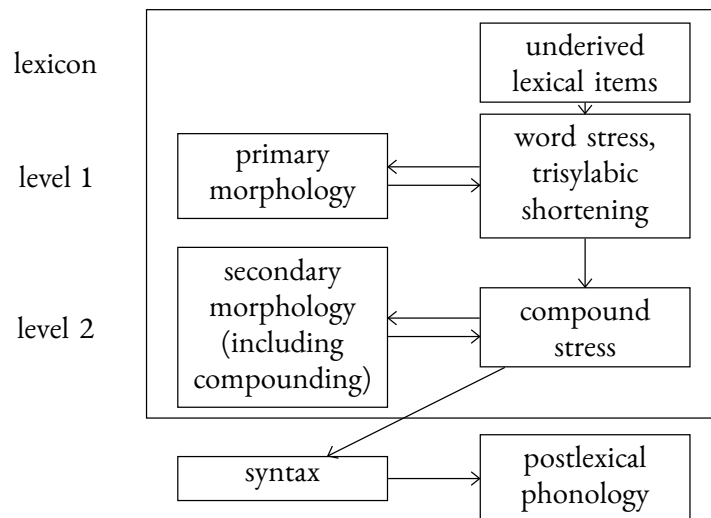 lexicon
underived
lexical items
level 1
primary
morphology
word stress,
trisylabic
shortening
level 2
secondary
morphology
(including
compounding)
compound
stress
syntax
postlexical
phonology